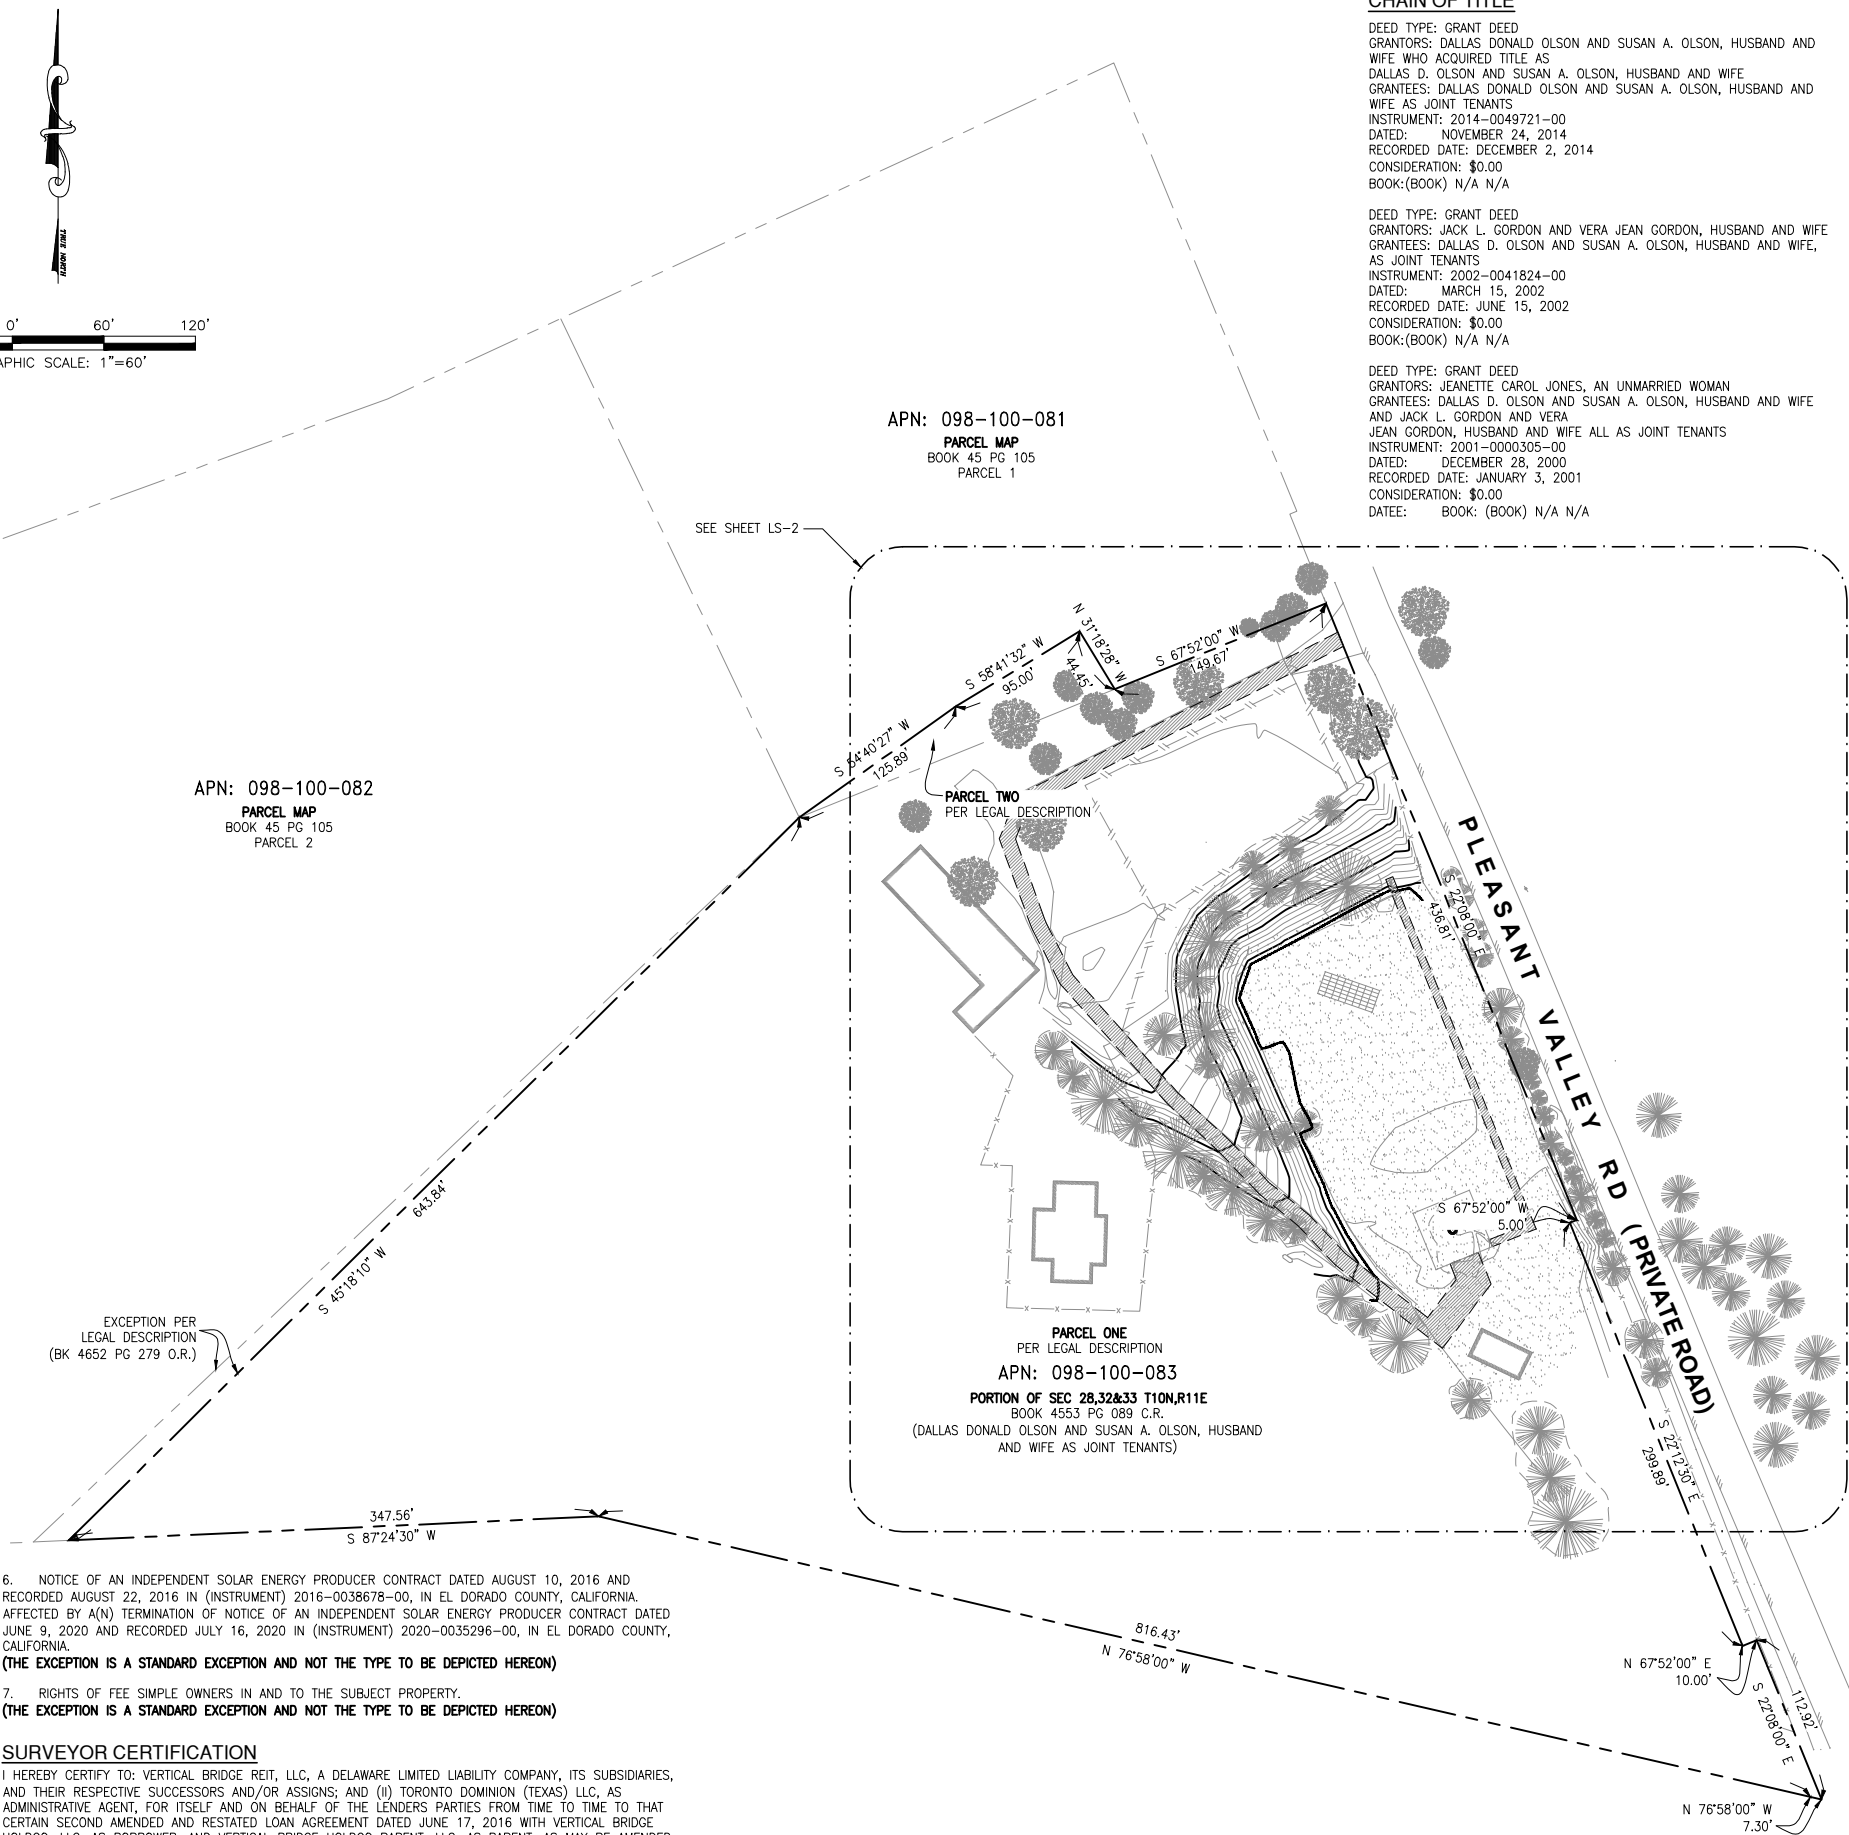 TRUE NORTH
0' 60' 120'
APHIC SCALE: 1"=60'
CHAIN OF TITLE
DEED TYPE: GRANT DEED
GRANTORS: DALLAS DONALD OLSON AND SUSAN A. OLSON, HUSBAND AND
WIFE WHO ACQUIRED TITLE AS
DALLAS D. OLSON AND SUSAN A. OLSON, HUSBAND AND WIFE
GRANTEES: DALLAS DONALD OLSON AND SUSAN A. OLSON, HUSBAND AND
WIFE AS JOINT TENANTS
INSTRUMENT: 2014-0049721-00
DATED: NOVEMBER 24, 2014
RECORDED DATE: DECEMBER 2, 2014
CONSIDERATION: $0.00
BOOK:(BOOK) N/A N/A
DEED TYPE: GRANT DEED
GRANTORS: JACK L. GORDON AND VERA JEAN GORDON, HUSBAND AND WIFE
GRANTEES: DALLAS D. OLSON AND SUSAN A. OLSON, HUSBAND AND WIFE,
AS JOINT TENANTS
INSTRUMENT: 2002-0041824-00
DATED: MARCH 15, 2002
RECORDED DATE: JUNE 15, 2002
CONSIDERATION: $0.00
BOOK:(BOOK) N/A N/A
DEED TYPE: GRANT DEED
GRANTORS: JEANETTE CAROL JONES, AN UNMARRIED WOMAN
GRANTEES: DALLAS D. OLSON AND SUSAN A. OLSON, HUSBAND AND WIFE
AND JACK L. GORDON AND VERA
JEAN GORDON, HUSBAND AND WIFE ALL AS JOINT TENANTS
INSTRUMENT: 2001-0000305-00
DATED: DECEMBER 28, 2000
RECORDED DATE: JANUARY 3, 2001
CONSIDERATION: $0.00
DATEE: BOOK: (BOOK) N/A N/A
APN: 098-100-081
PARCEL MAP
BOOK 45 PG 105
PARCEL 1
SEE SHEET LS-2
N 31°18'28" W
44.45'
S 67°52'00" W
149.67'
S 58°41'32" W
95.00'
S 54°40'27" W
125.89'
PARCEL TWO
PER LEGAL DESCRIPTION
APN: 098-100-082
PARCEL MAP
BOOK 45 PG 105
PARCEL 2
PLEASANT VALLEY RD (PRIVATE ROAD)
S 22°08'00" E
436.81'
S 67°52'00" W
5.00'
643.84'
S 45°18'10" W
EXCEPTION PER
LEGAL DESCRIPTION
(BK 4652 PG 279 O.R.)
PARCEL ONE
PER LEGAL DESCRIPTION
APN: 098-100-083
PORTION OF SEC 28,32&33 T10N,R11E
BOOK 4553 PG 089 C.R.
(DALLAS DONALD OLSON AND SUSAN A. OLSON, HUSBAND
AND WIFE AS JOINT TENANTS)
S 22°12'30" E
299.89'
347.56'
S 87°24'30" W
816.43'
N 76°58'00" W
N 67°52'00" E
10.00'
112.92'
S 22°08'00" E
N 76°58'00" W
7.30'
6. NOTICE OF AN INDEPENDENT SOLAR ENERGY PRODUCER CONTRACT DATED AUGUST 10, 2016 AND
RECORDED AUGUST 22, 2016 IN (INSTRUMENT) 2016-0038678-00, IN EL DORADO COUNTY, CALIFORNIA.
AFFECTED BY A(N) TERMINATION OF NOTICE OF AN INDEPENDENT SOLAR ENERGY PRODUCER CONTRACT DATED
JUNE 9, 2020 AND RECORDED JULY 16, 2020 IN (INSTRUMENT) 2020-0035296-00, IN EL DORADO COUNTY,
CALIFORNIA.
(THE EXCEPTION IS A STANDARD EXCEPTION AND NOT THE TYPE TO BE DEPICTED HEREON)
7. RIGHTS OF FEE SIMPLE OWNERS IN AND TO THE SUBJECT PROPERTY.
(THE EXCEPTION IS A STANDARD EXCEPTION AND NOT THE TYPE TO BE DEPICTED HEREON)
SURVEYOR CERTIFICATION
I HEREBY CERTIFY TO: VERTICAL BRIDGE REIT, LLC, A DELAWARE LIMITED LIABILITY COMPANY, ITS SUBSIDIARIES,
AND THEIR RESPECTIVE SUCCESSORS AND/OR ASSIGNS; AND (II) TORONTO DOMINION (TEXAS) LLC, AS
ADMINISTRATIVE AGENT, FOR ITSELF AND ON BEHALF OF THE LENDERS PARTIES FROM TIME TO TIME TO THAT
CERTAIN SECOND AMENDED AND RESTATED LOAN AGREEMENT DATED JUNE 17, 2016 WITH VERTICAL BRIDGE
HOLDCO, LLC, AS BORROWER, AND VERTICAL BRIDGE HOLDCO PARENT, LLC, AS PARENT, AS MAY BE AMENDED